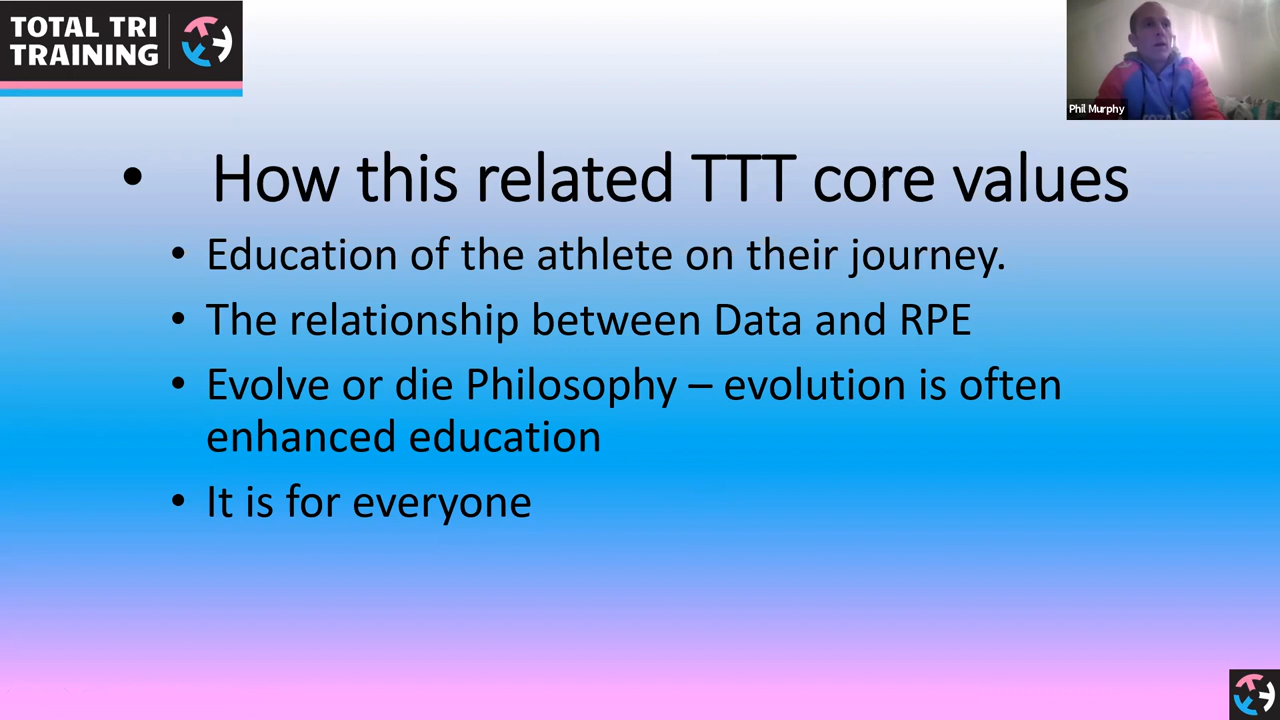 TOTAL TRI
TRAINING
Phil Murphy
• How this related TTT core values
• Education of the athlete on their journey.
• The relationship between Data and RPE
• Evolve or die Philosophy – evolution is often
enhanced education
• It is for everyone